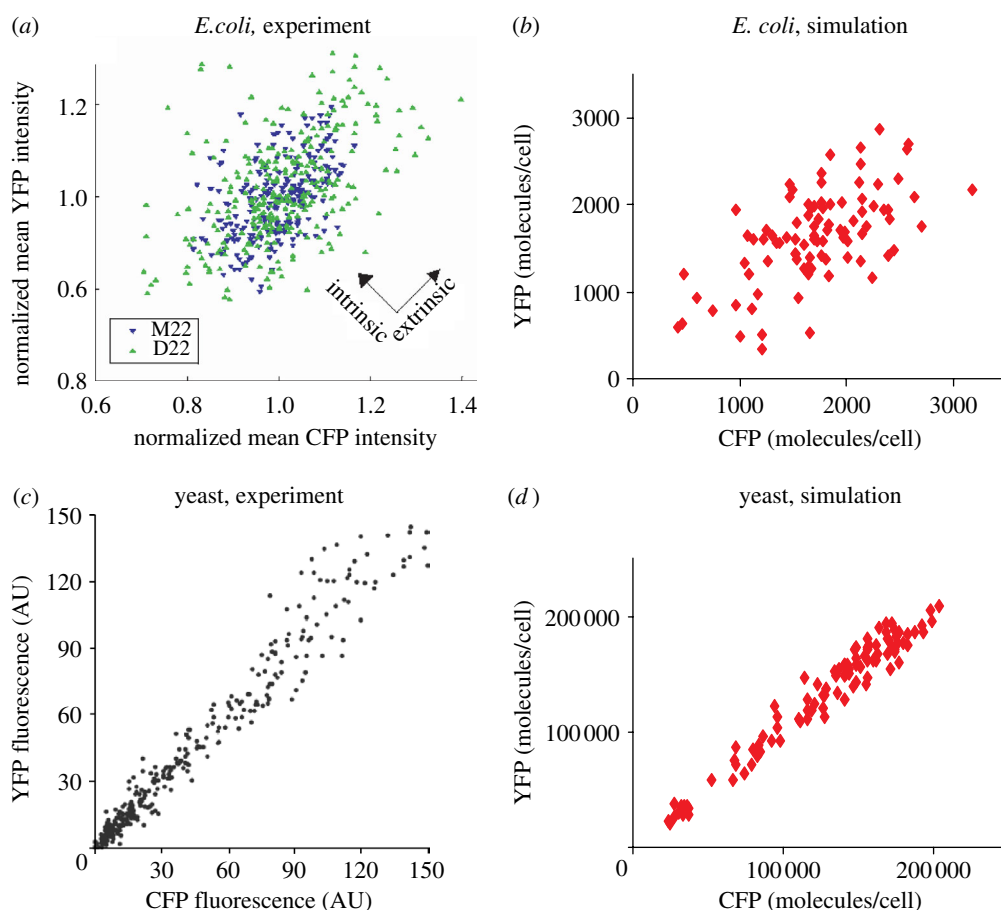 (a) E.coli, experiment
normalized mean YFP intensity
1.2
1.0
0.6
0.8
0.6 0.8 1.0 1.2 1.4
normalized mean CFP intensity
M22
D22
intrinsic
extrinsic
(b) E. coli, simulation
YFP (molecules/cell)
3000
2000
1000
0
0 1000 2000 3000
CFP (molecules/cell)
(c) yeast, experiment
YFP fluorescence (AU)
150
120
90
60
30
0
30 60 90 120 150
CFP fluorescence (AU)
(d) yeast, simulation
YFP (molecules/cell)
200 000
100 000
0
0 100 000 200 000
CFP (molecules/cell)